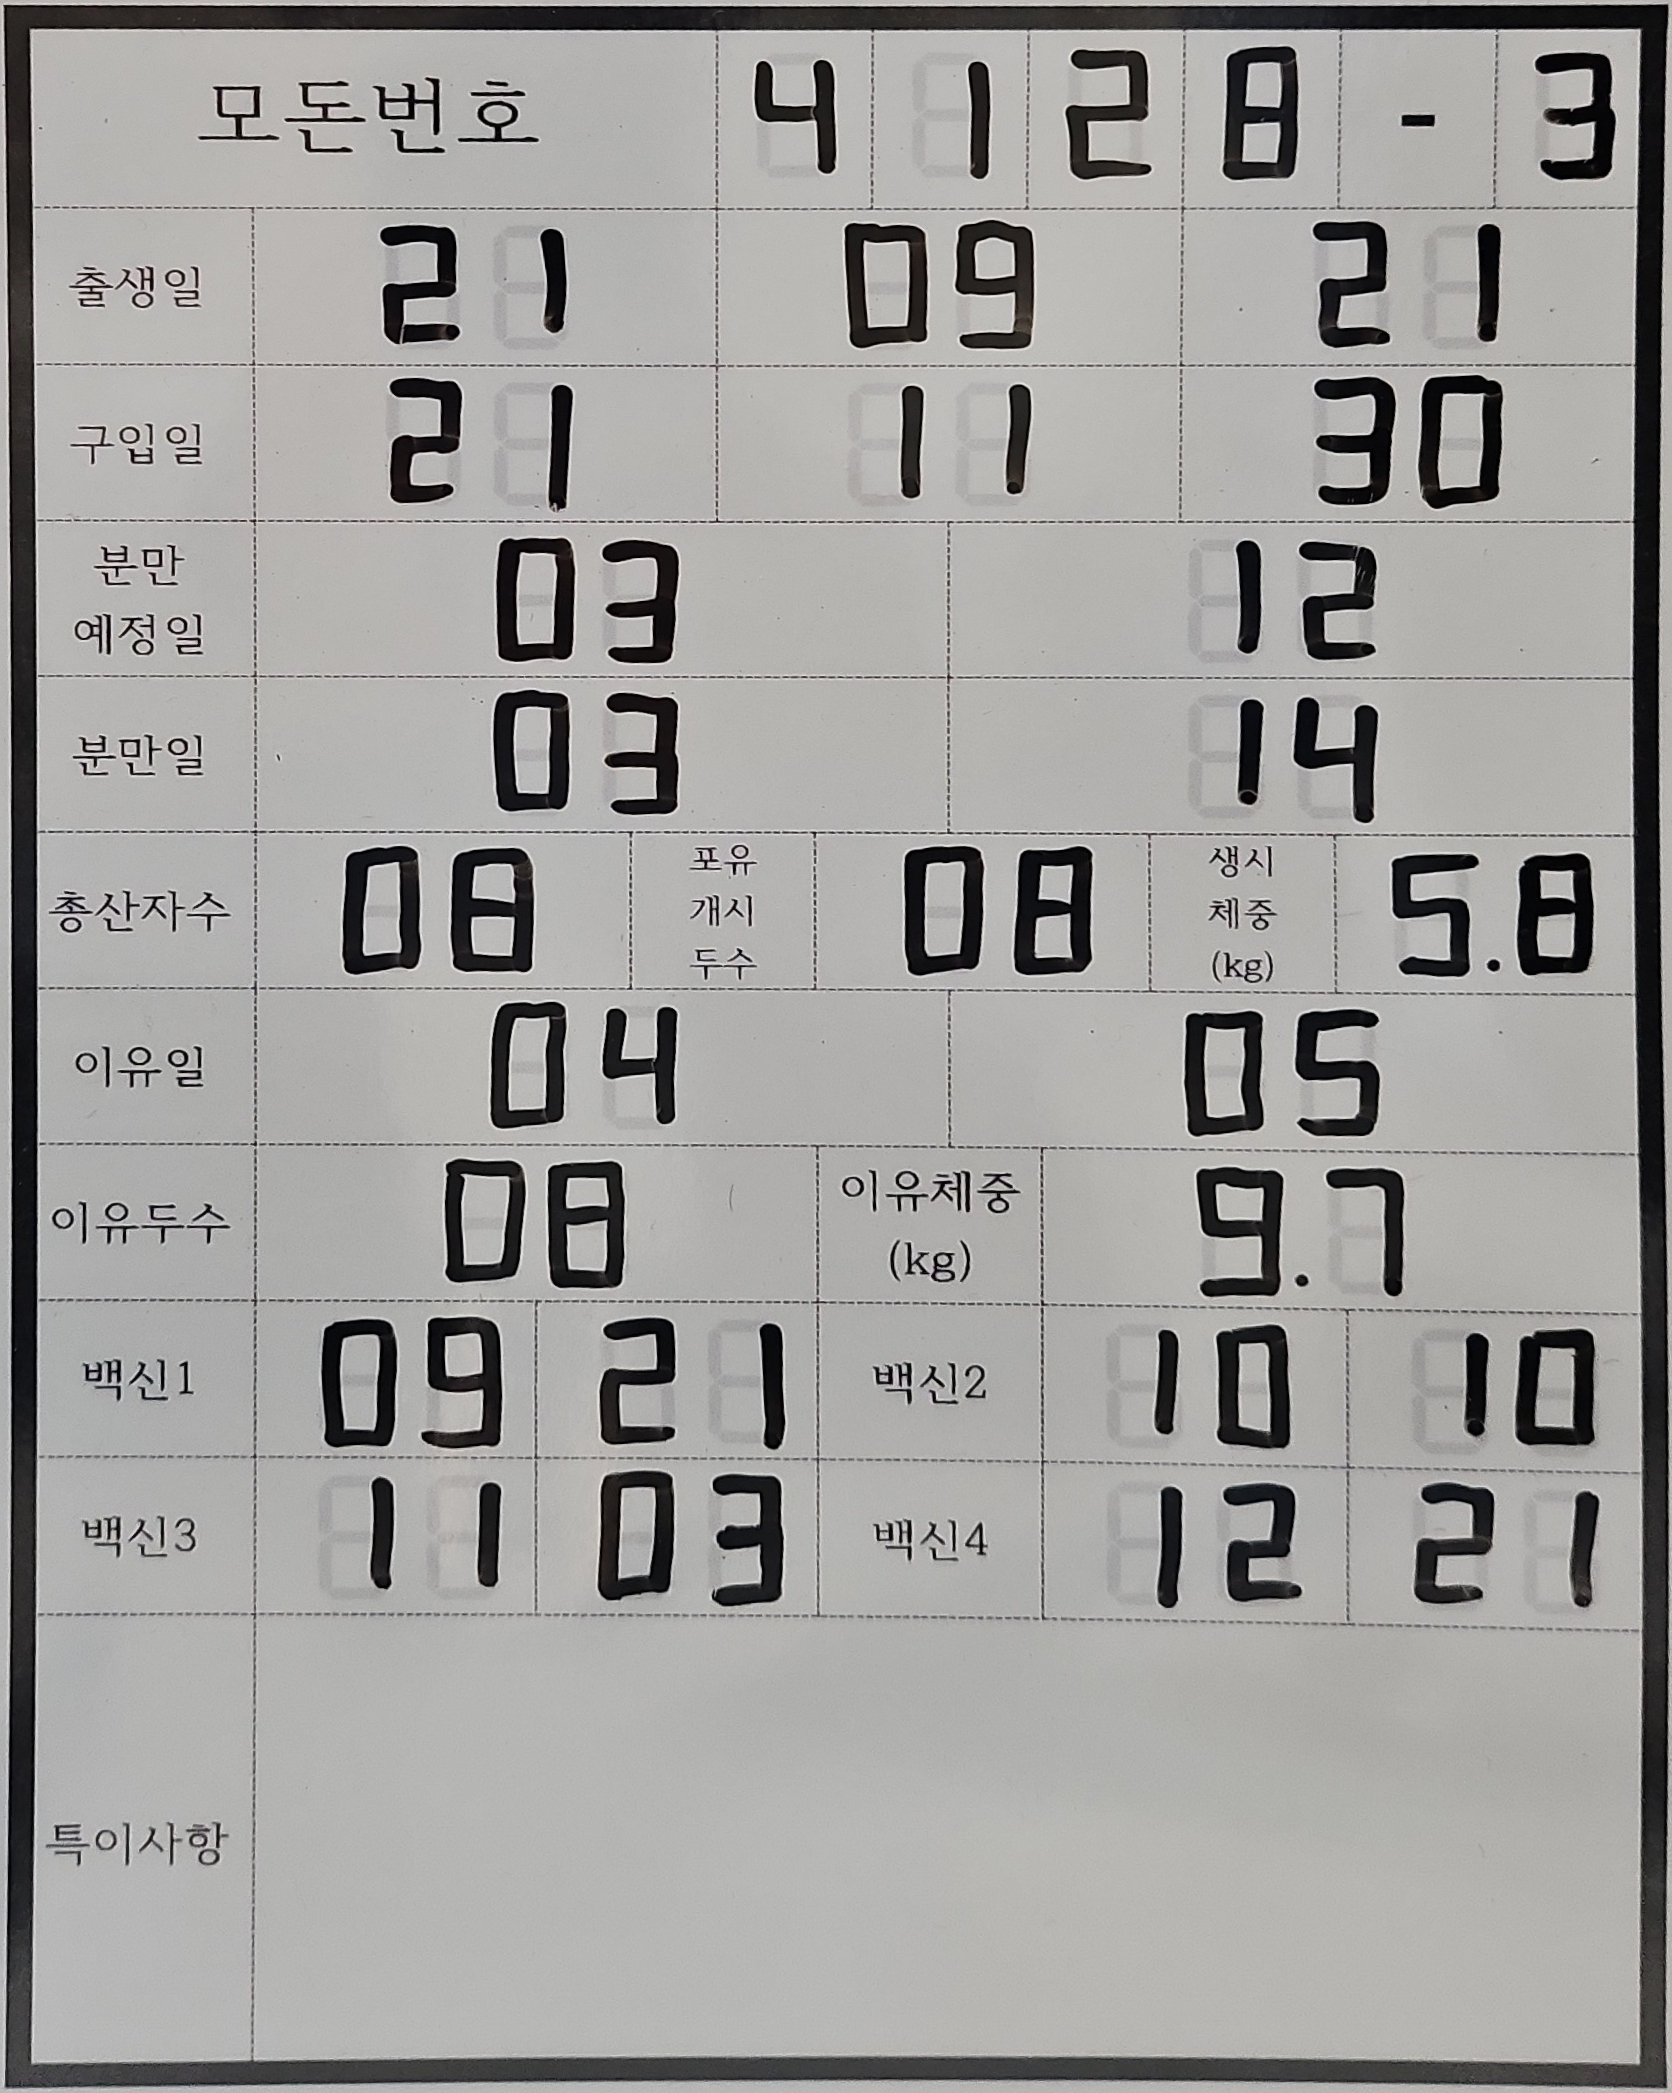 모돈번호 4 1 2 8 - 3
출생일 21 09 21
구입일 21 11 30
분만
예정일 03 12
분만일 03 14
총산자수 08 포유
개시
두수 08 생시
체중
(kg) 5.8
이유일 04 05
이유두수 08 이유체중
(kg) 9.7
백신1 09 21 백신2 10 10
백신3 11 03 백신4 12 21
특이사항